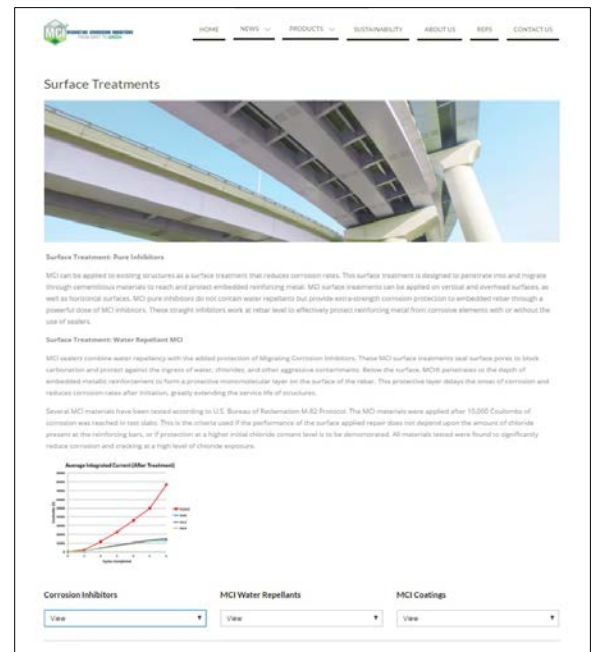 MCI
HOME NEWS PRODUCTS SUSTAINABILITY ABOUT US REPS CONTACT US
Surface Treatments
Surface Treatment: Pure Inhibitors
MCI can be applied to existing structures as a surface treatment that reduces corrosion rates. This surface treatment is designed to penetrate into and migrate
through cementitious materials to reach and protect embedded reinforcing metal. MCI surface treatments can be applied on vertical and overhead surfaces, as
well as horizontal surfaces. MCI pure inhibitors do not contain water repellants but provide extra-strength corrosion protection to embedded rebar through a
powerful dose of MCI inhibitors. These straight inhibitors work at rebar level to effectively protect reinforcing metal from corrosive elements with or without the
use of sealers.
Surface Treatment: Water Repellant MCI
MCI sealers combine water repellency with the added protection of Migrating Corrosion Inhibitors. These MCI surface treatments seal surface pores to block
carbonation and protect against the ingress of water, chlorides, and other aggressive contaminants. Below the surface, MCI® penetrates to the depth of
embedded metallic reinforcement to form a protective monomolecular layer on the surface of the rebar. This protective layer delays the onset of corrosion and
reduces corrosion rates after initiation, greatly extending the service life of structures.
Several MCI materials have been tested according to U.S. Bureau of Reclamation M-82 Protocol. The MCI materials were applied after 10,000 Coulombs of
corrosion was reached in test slabs. This is the criteria used if the performance of the surface applied repair does not depend upon the amount of chloride
present at the reinforcing bars, or if protection at a higher initial chloride content level is to be demonstrated. All materials tested were found to significantly
reduce corrosion and cracking at a high level of chloride exposure.
Average Integrated Current (After Treatment)
Corrosion Inhibitors MCI Water Repellants MCI Coatings
View View View